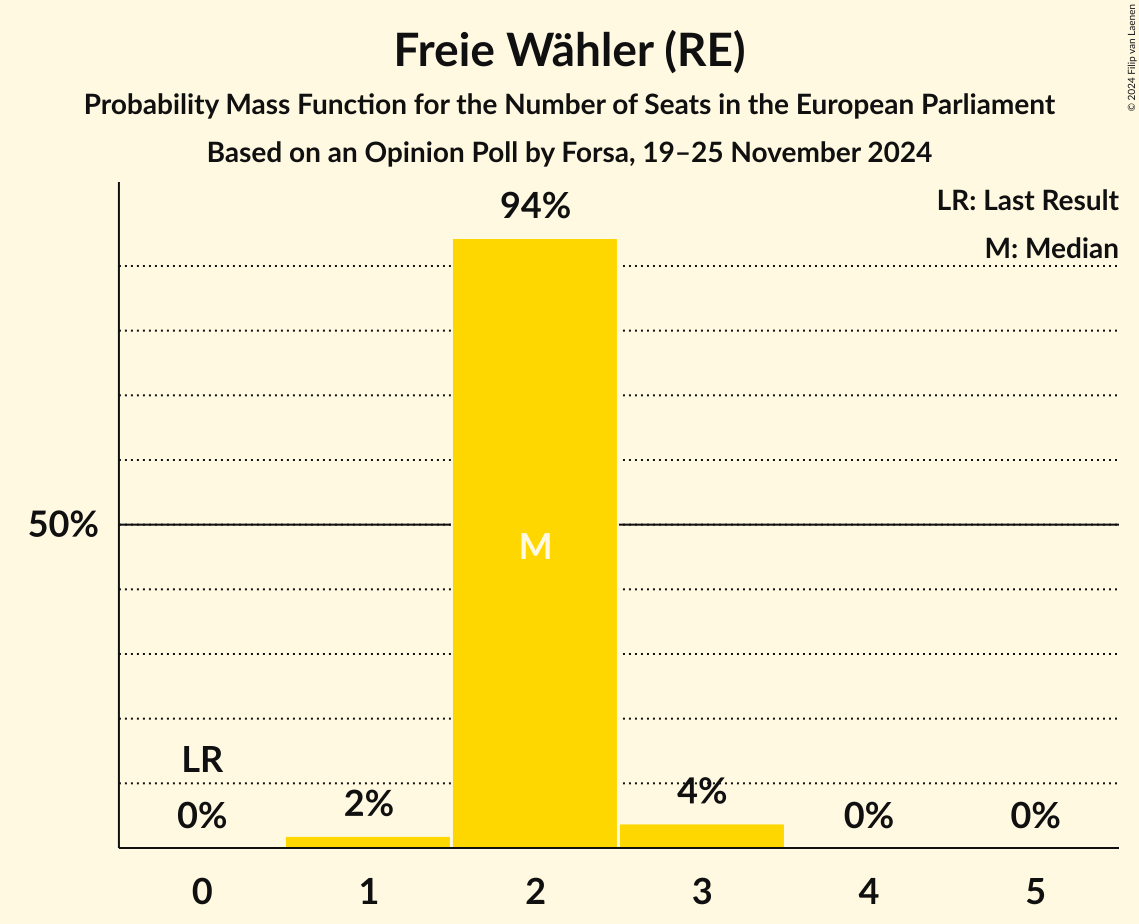 Freie Wähler (RE)
Probability Mass Function for the Number of Seats in the European Parliament
Based on an Opinion Poll by Forsa, 19–25 November 2024
© 2024 Filip van Laenen
LR: Last Result
M: Median
94%
50%
M
LR
0%
2%
4%
0%
0%
0
1
2
3
4
5